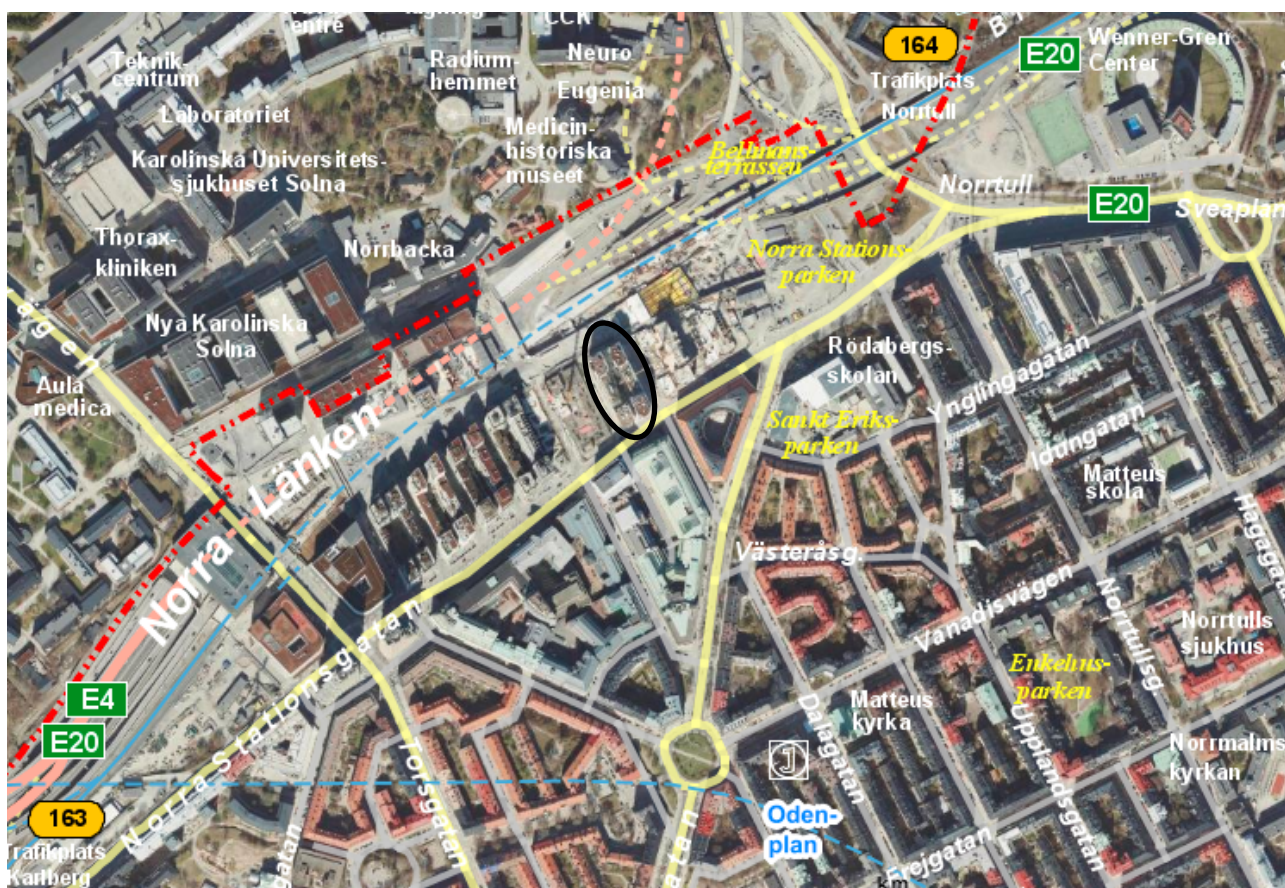 CCK
Neuro
Eugenia
Radium-
hemmet
Teknik-
centrum
Laboratoriet
Karolinska Universitets-
sjukhuset Solna
Medicin-
historiska
museet
164
Trafikplats
Norrtull
E20
Wenner-Gren
Center
Bellmans-
terrassen
Norrtull
E20
Sveaplan
Thorax-
kliniken
Norrbacka
Norra Stations-
parken
Nya Karolinska
Solna
Aula
medica
Rödabergs-
skolan
Ynglingagatan
Sankt Eriks-
parken
Idungatan
Matteus
skola
Norra Länken
Västeråsg.
Vanadisvägen
Norrtullsg.
Norrtulls
sjukhus
Enkehus-
parken
E4
E20
Matteus
kyrka
Dalagatan
Upplandsgatan
Norrmalms
kyrkan
Norra Stationsgatan
Torsgatan
J
Oden-
plan
163
Trafikplats
Karlberg
Frejgatan
km